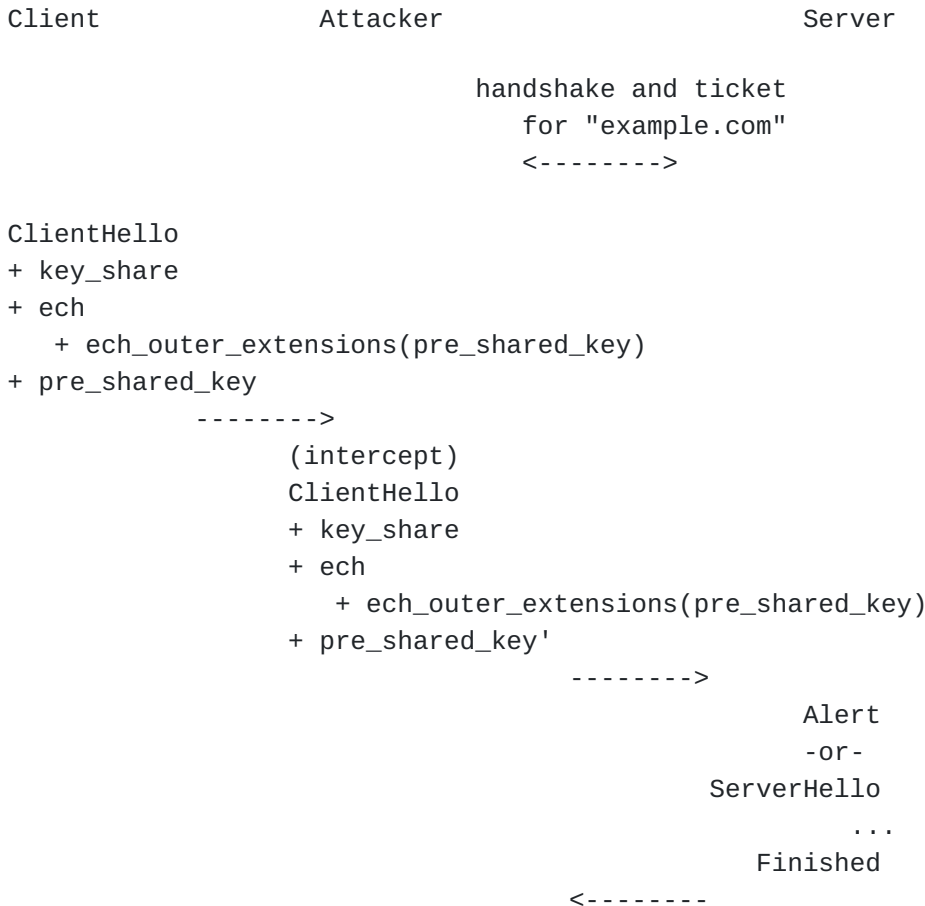 Client              Attacker                       Server

                              handshake and ticket
                                 for "example.com"
                                 <-------->

ClientHello
+ key_share
+ ech
   + ech_outer_extensions(pre_shared_key)
+ pre_shared_key
            -------->
                  (intercept)
                  ClientHello
                  + key_share
                  + ech
                     + ech_outer_extensions(pre_shared_key)
                  + pre_shared_key'
                                    -------->
                                                   Alert
                                                   -or-
                                             ServerHello
                                                      ...
                                                Finished
                                    <--------